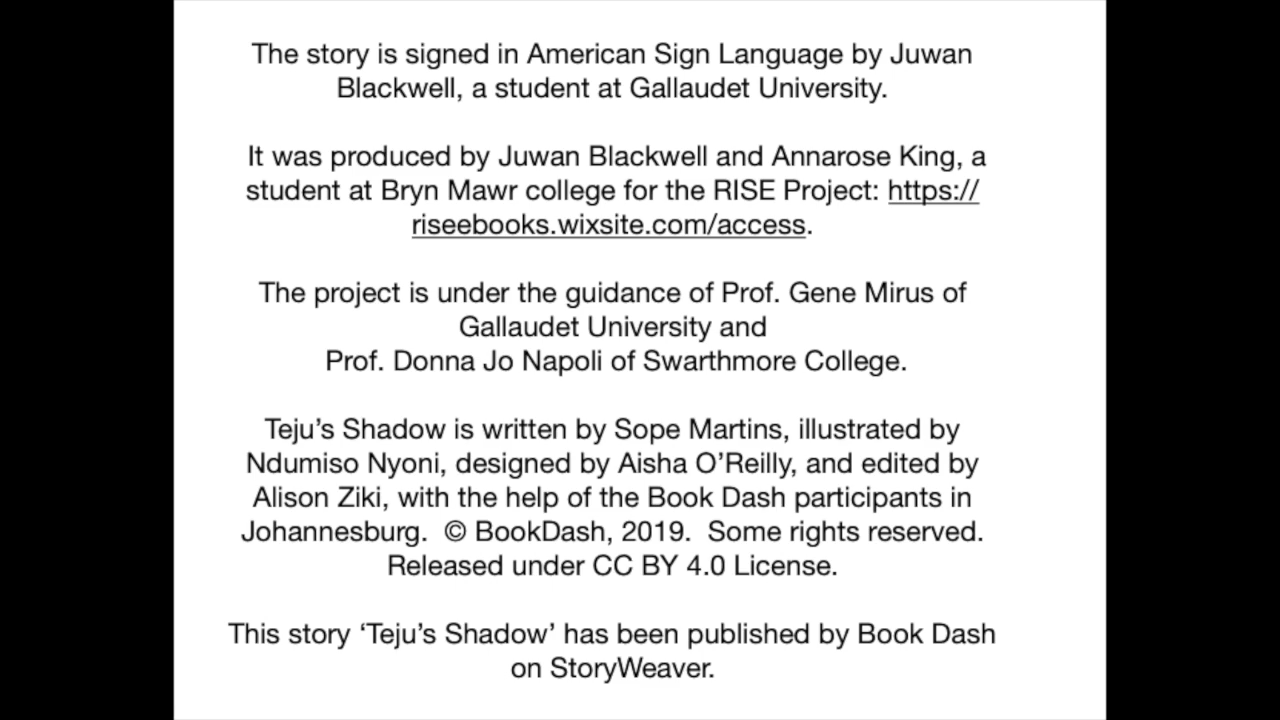 The story is signed in American Sign Language by Juwan
Blackwell, a student at Gallaudet University.
It was produced by Juwan Blackwell and Annarose King, a
student at Bryn Mawr college for the RISE Project: https://
riseebooks.wixsite.com/access.
The project is under the guidance of Prof. Gene Mirus of
Gallaudet University and
Prof. Donna Jo Napoli of Swarthmore College.
Teju’s Shadow is written by Sope Martins, illustrated by
Ndumiso Nyoni, designed by Aisha O’Reilly, and edited by
Alison Ziki, with the help of the Book Dash participants in
Johannesburg.  © BookDash, 2019.  Some rights reserved.
Released under CC BY 4.0 License.
This story ‘Teju’s Shadow’ has been published by Book Dash
on StoryWeaver.